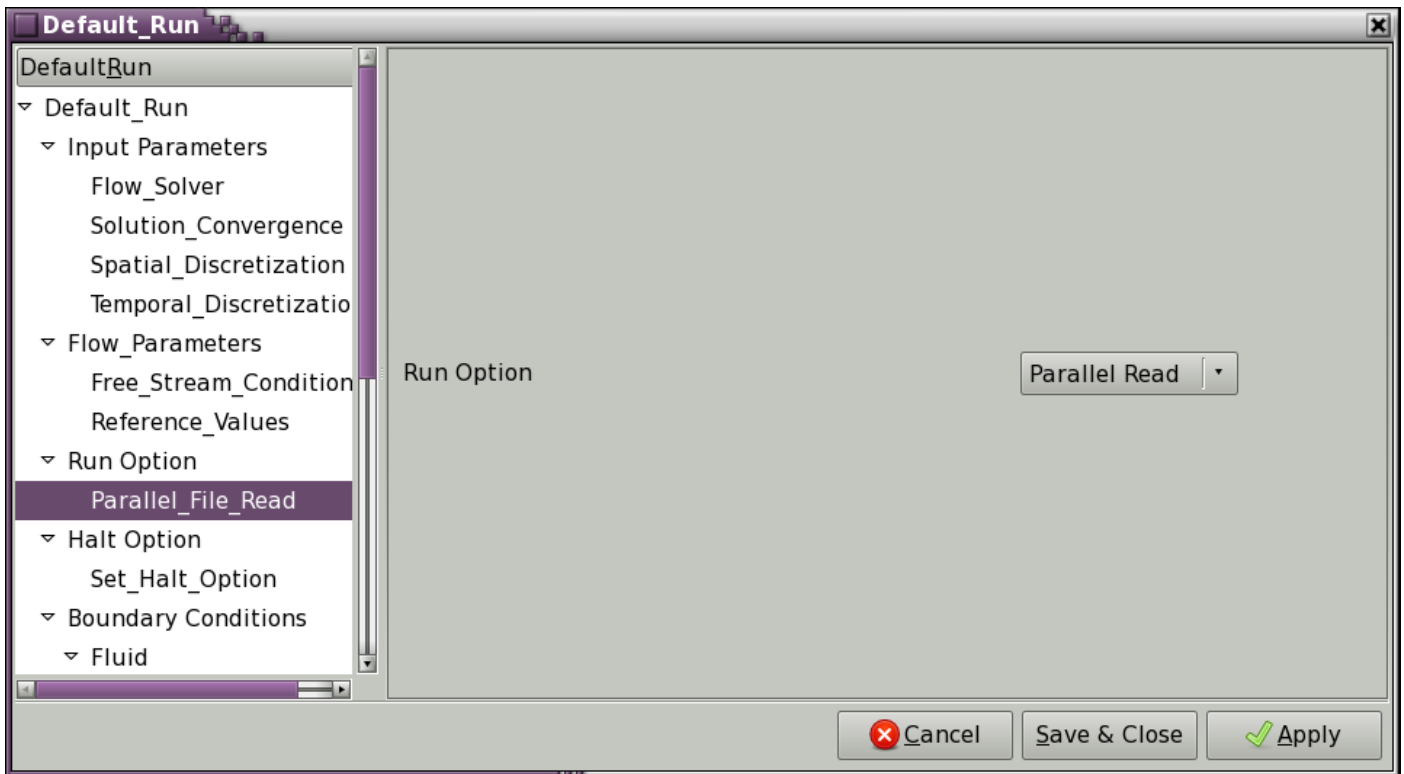 Default_Run
DefaultRun
Default_Run
Input Parameters
Flow_Solver
Solution_Convergence
Spatial_Discretization
Temporal_Discretizatio
Flow_Parameters
Free_Stream_Condition
Reference_Values
Run Option
Parallel_File_Read
Halt Option
Set_Halt_Option
Boundary Conditions
Fluid
Run Option
Parallel Read
Cancel
Save & Close
Apply